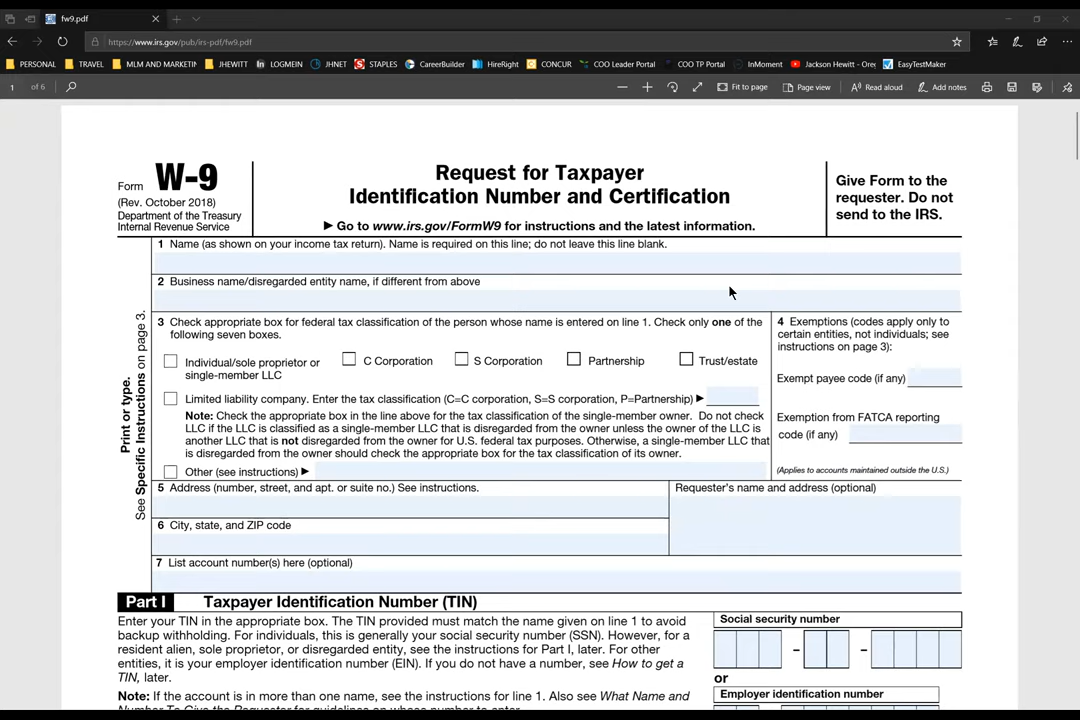 fw9.pdf
https://www.irs.gov/pub/irs-pdf/fw9.pdf
PERSONAL TRAVEL MLM AND MARKETIN JHEWITT LOGMEIN JHNET STAPLES CareerBuilder HireRight CONCUR COO Leader Portal COO TP Portal InMoment Jackson Hewitt - Oreg EasyTestMaker
1 of 6 Fit to page Page view Read aloud Add notes
Form W-9
(Rev. October 2018)
Department of the Treasury
Internal Revenue Service
Request for Taxpayer
Identification Number and Certification
▶ Go to www.irs.gov/FormW9 for instructions and the latest information.
Give Form to the
requester. Do not
send to the IRS.
Print or type.
See Specific Instructions on page 3.
1 Name (as shown on your income tax return). Name is required on this line; do not leave this line blank.
2 Business name/disregarded entity name, if different from above
3 Check appropriate box for federal tax classification of the person whose name is entered on line 1. Check only one of the
following seven boxes.
Individual/sole proprietor or
single-member LLC
C Corporation S Corporation Partnership Trust/estate
Limited liability company. Enter the tax classification (C=C corporation, S=S corporation, P=Partnership) ▶
Note: Check the appropriate box in the line above for the tax classification of the single-member owner. Do not check
LLC if the LLC is classified as a single-member LLC that is disregarded from the owner unless the owner of the LLC is
another LLC that is not disregarded from the owner for U.S. federal tax purposes. Otherwise, a single-member LLC that
is disregarded from the owner should check the appropriate box for the tax classification of its owner.
Other (see instructions) ▶
4 Exemptions (codes apply only to
certain entities, not individuals; see
instructions on page 3):
Exempt payee code (if any)
Exemption from FATCA reporting
code (if any)
(Applies to accounts maintained outside the U.S.)
5 Address (number, street, and apt. or suite no.) See instructions.
Requester's name and address (optional)
6 City, state, and ZIP code
7 List account number(s) here (optional)
Part I Taxpayer Identification Number (TIN)
Enter your TIN in the appropriate box. The TIN provided must match the name given on line 1 to avoid
backup withholding. For individuals, this is generally your social security number (SSN). However, for a
resident alien, sole proprietor, or disregarded entity, see the instructions for Part I, later. For other
entities, it is your employer identification number (EIN). If you do not have a number, see How to get a
TIN, later.
Note: If the account is in more than one name, see the instructions for line 1. Also see What Name and
Number To Give the Requester for guidelines on whose number to enter.
Social security number
– –
or
Employer identification number